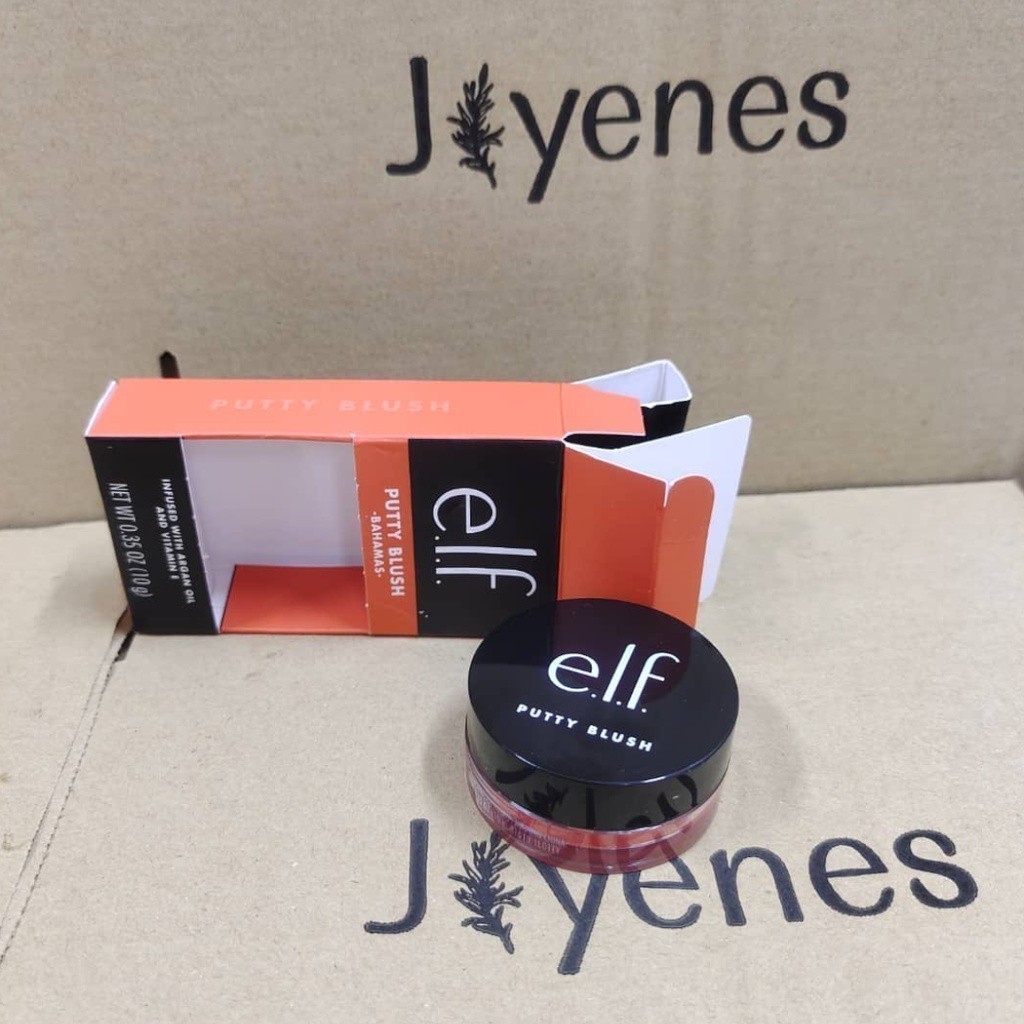 Jyenes
PUTTY BLUSH
NET WT 0.35 OZ (10g)
INFUSED WITH ARGAN OIL
AND VITAMIN E
PUTTY BLUSH
-BAHAMAS-
e.l.f.
e.l.f.
PUTTY BLUSH
Jyenes